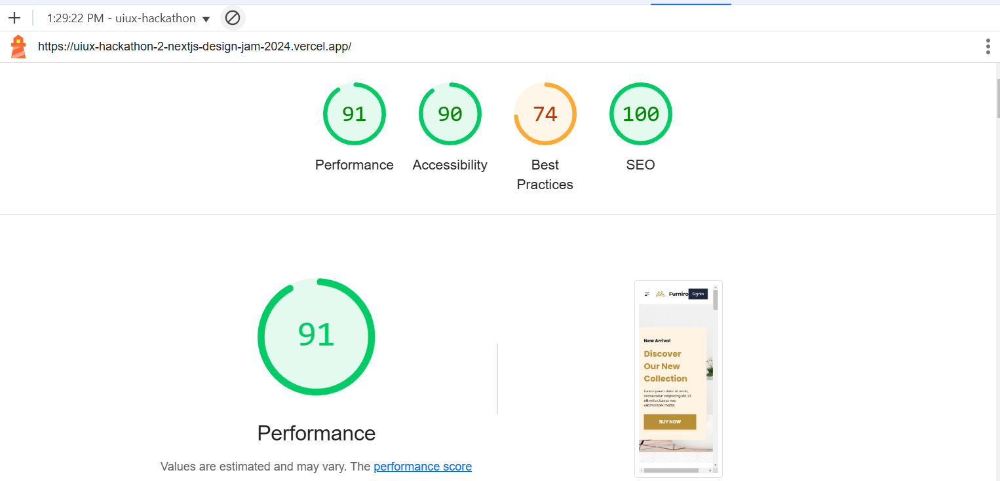 1:29:22 PM - uiux-hackathon
https://uiux-hackathon-2-nextjs-design-jam-2024.vercel.app/
91
90
74
100
Performance
Accessibility
Best
Practices
SEO
91
Performance
Values are estimated and may vary. The performance score
Furniro
SignIn
New Arrival
Discover
Our New
Collection
Lorem ipsum dolor sit amet,
consectetur adipiscing elit. Ut
elit tellus, luctus nec
ullamcorper mattis.
BUY NOW